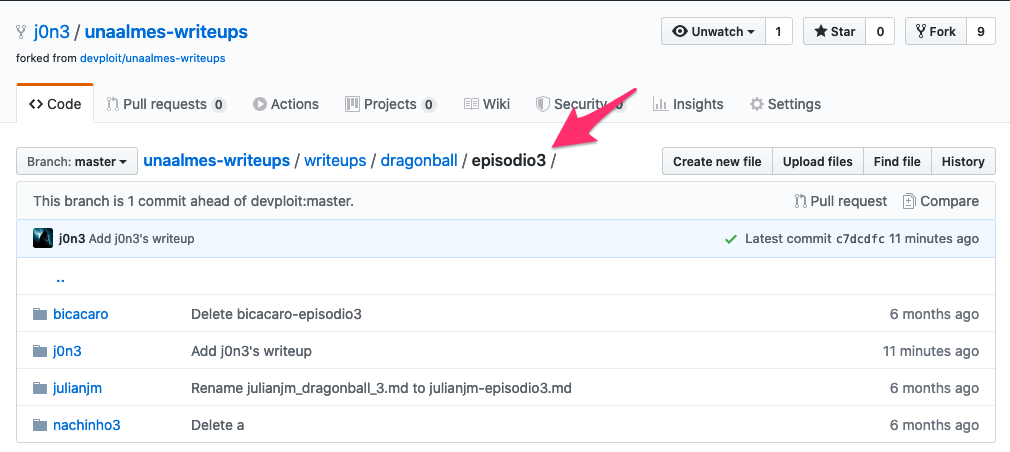 j0n3 / unaalmes-writeups Unwatch 1 Star 0 Fork 9
forked from devploit/unaalmes-writeups
Code Pull requests 0 Actions Projects 0 Wiki Security 0 Insights Settings
Branch: master unaalmes-writeups / writeups / dragonball / episodio3 / Create new file Upload files Find file History
This branch is 1 commit ahead of devploit:master. Pull request Compare
j0n3 Add j0n3's writeup Latest commit c7dcdfc 11 minutes ago
..
bicacaro Delete bicacaro-episodio3 6 months ago
j0n3 Add j0n3's writeup 11 minutes ago
julianjm Rename julianjm_dragonball_3.md to julianjm-episodio3.md 6 months ago
nachinho3 Delete a 6 months ago